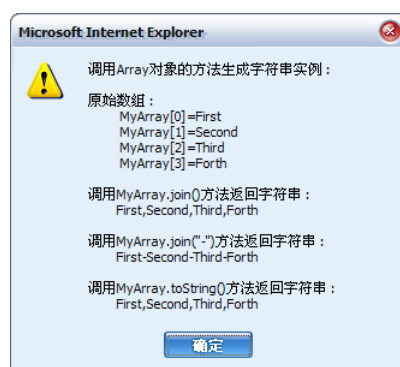 Microsoft Internet Explorer
调用Array对象的方法生成字符串实例：
原始数组：
MyArray[0]=First
MyArray[1]=Second
MyArray[2]=Third
MyArray[3]=Forth
调用MyArray.join()方法返回字符串：
First,Second,Third,Forth
调用MyArray.join("-")方法返回字符串：
First-Second-Third-Forth
调用MyArray.toString()方法返回字符串：
First,Second,Third,Forth
确定